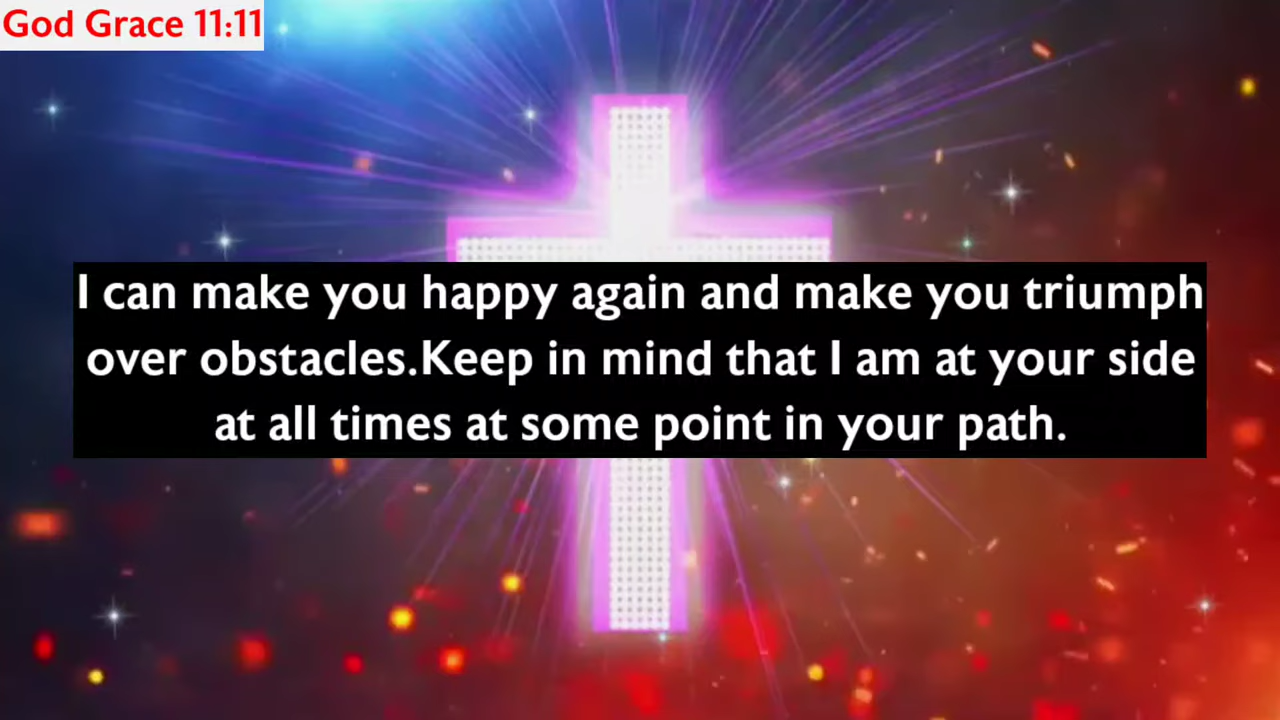 God Grace 11:11
I can make you happy again and make you triumph
over obstacles.Keep in mind that I am at your side
at all times at some point in your path.